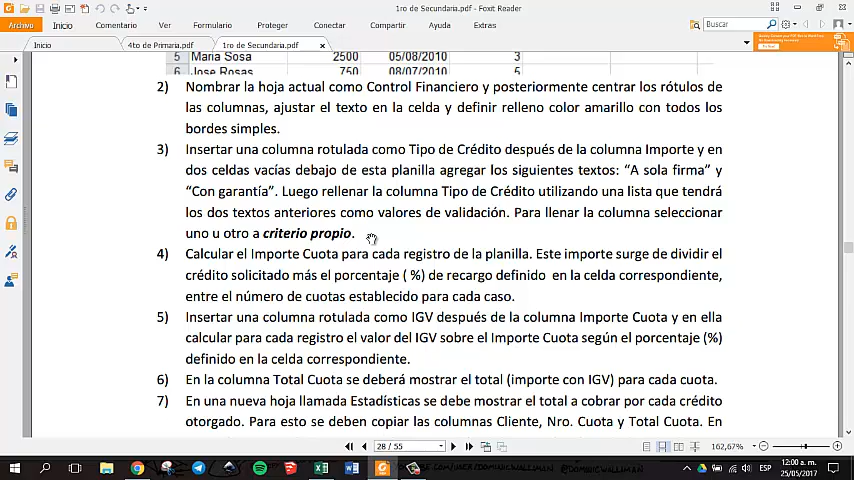 1ro de Secundaria.pdf - Foxit Reader
Archivo Inicio Comentario Ver Formulario Proteger Conectar Compartir Ayuda Extras
Buscar
Inicio 4to de Primaria.pdf 1ro de Secundaria.pdf
5 Maria Sosa 2500 05/08/2010 3
6 Jose Rosas 750 08/07/2010 5
2) Nombrar la hoja actual como Control Financiero y posteriormente centrar los rótulos de
las columnas, ajustar el texto en la celda y definir relleno color amarillo con todos los
bordes simples.
3) Insertar una columna rotulada como Tipo de Crédito después de la columna Importe y en
dos celdas vacías debajo de esta planilla agregar los siguientes textos: “A sola firma” y
“Con garantía”. Luego rellenar la columna Tipo de Crédito utilizando una lista que tendrá
los dos textos anteriores como valores de validación. Para llenar la columna seleccionar
uno u otro a criterio propio.
4) Calcular el Importe Cuota para cada registro de la planilla. Este importe surge de dividir el
crédito solicitado más el porcentaje ( %) de recargo definido en la celda correspondiente,
entre el número de cuotas establecido para cada caso.
5) Insertar una columna rotulada como IGV después de la columna Importe Cuota y en ella
calcular para cada registro el valor del IGV sobre el Importe Cuota según el porcentaje (%)
definido en la celda correspondiente.
6) En la columna Total Cuota se deberá mostrar el total (importe con IGV) para cada cuota.
7) En una nueva hoja llamada Estadísticas se debe mostrar el total a cobrar por cada crédito
otorgado. Para esto se deben copiar las columnas Cliente, Nro. Cuota y Total Cuota. En
28 / 55
162,67%
ESP
12:00 a. m.
25/05/2017